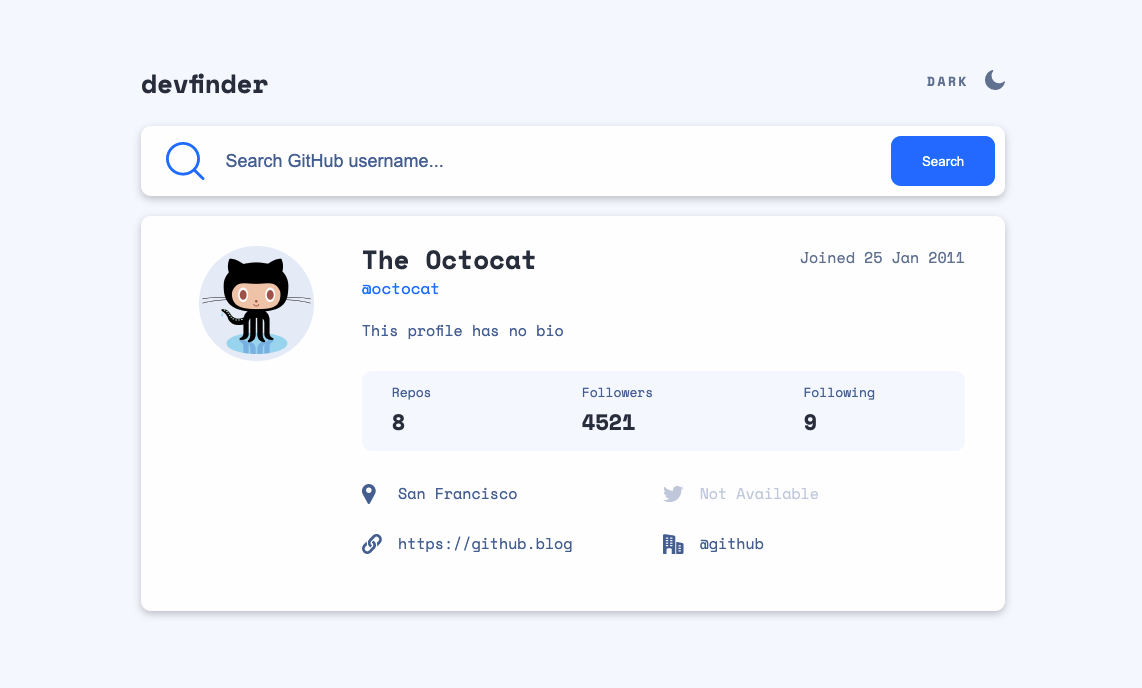 devfinder
DARK
Search GitHub username...
Search
The Octocat
Joined 25 Jan 2011
@octocat
This profile has no bio
Repos Followers Following
8 4521 9
San Francisco
Not Available
https://github.blog
@github